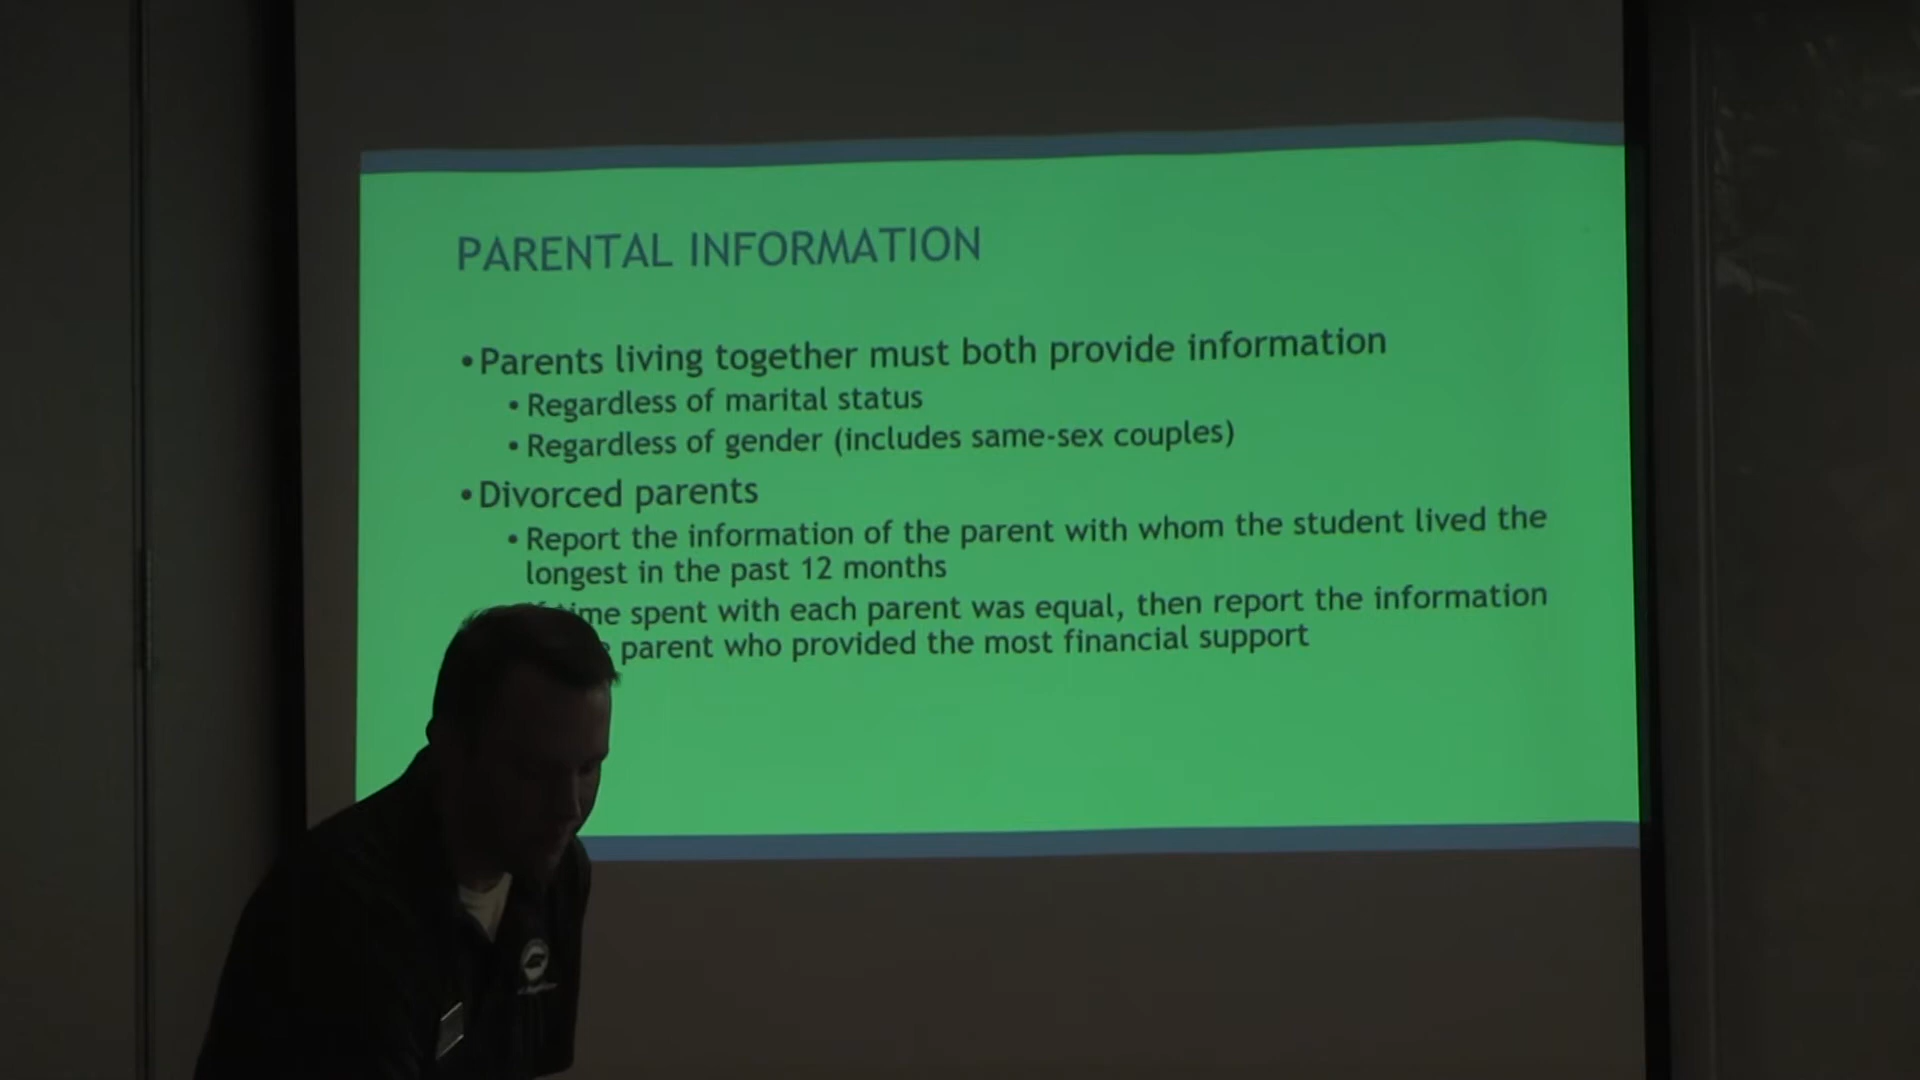 PARENTAL INFORMATION
•Parents living together must both provide information
• Regardless of marital status
• Regardless of gender (includes same-sex couples)
•Divorced parents
• Report the information of the parent with whom the student lived the
longest in the past 12 months
spent with each parent was equal, then report the information
parent who provided the most financial support